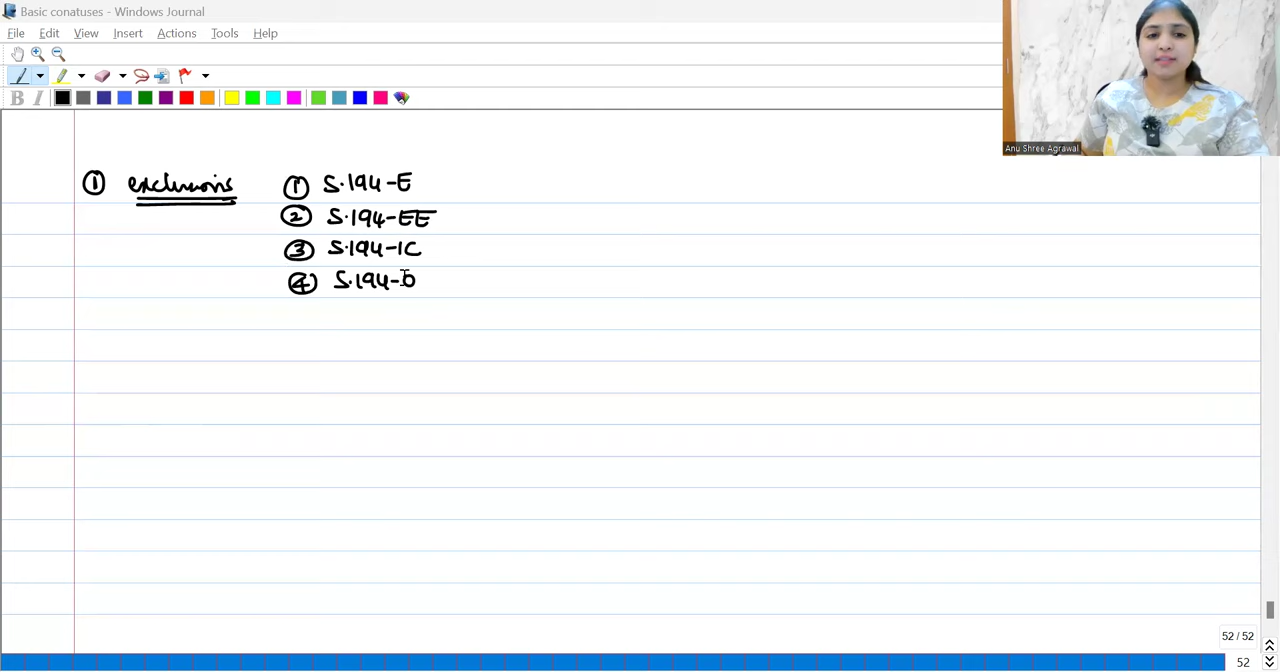 Basic conatuses - Windows Journal
File Edit View Insert Actions Tools Help
B I
Anu Shree Agrawal
① exclusions ① S.194-E
② S.194-EE
③ S.194-IC
④ S.194-O
52 / 52
52